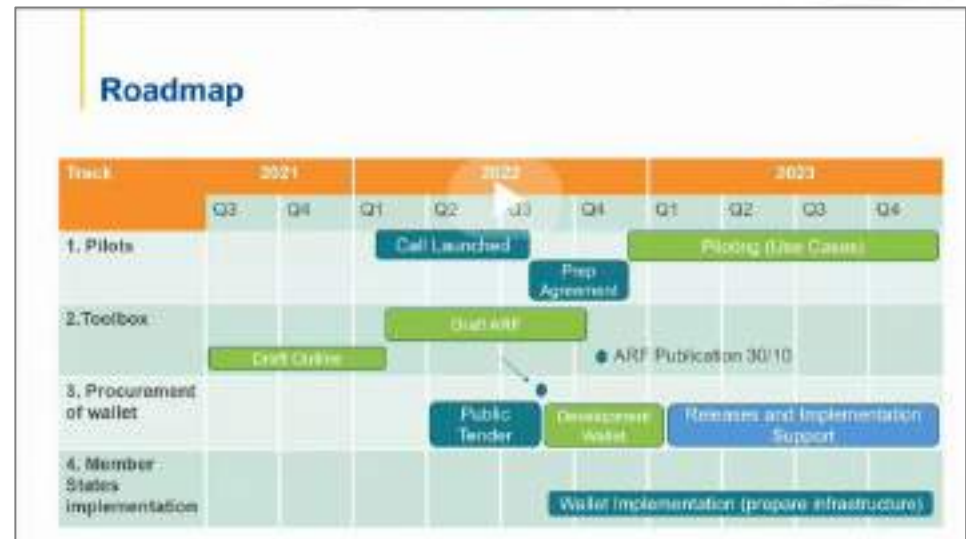 Roadmap
Track 2021 2022 2023
Q3 Q4 Q1 Q2 Q3 Q4 Q1 Q2 Q3 Q4
1. Pilots
Call Launched
Piloting (Use Cases)
Prep
Agreement
2.Toolbox
Draft ARF
Draft Outline
ARF Publication 30/10
3. Procurement
of wallet
Public
Tender
Development
Wallet
Releases and Implementation
Support
4. Member
States
implementation
Wallet Implementation (prepare infrastructure)